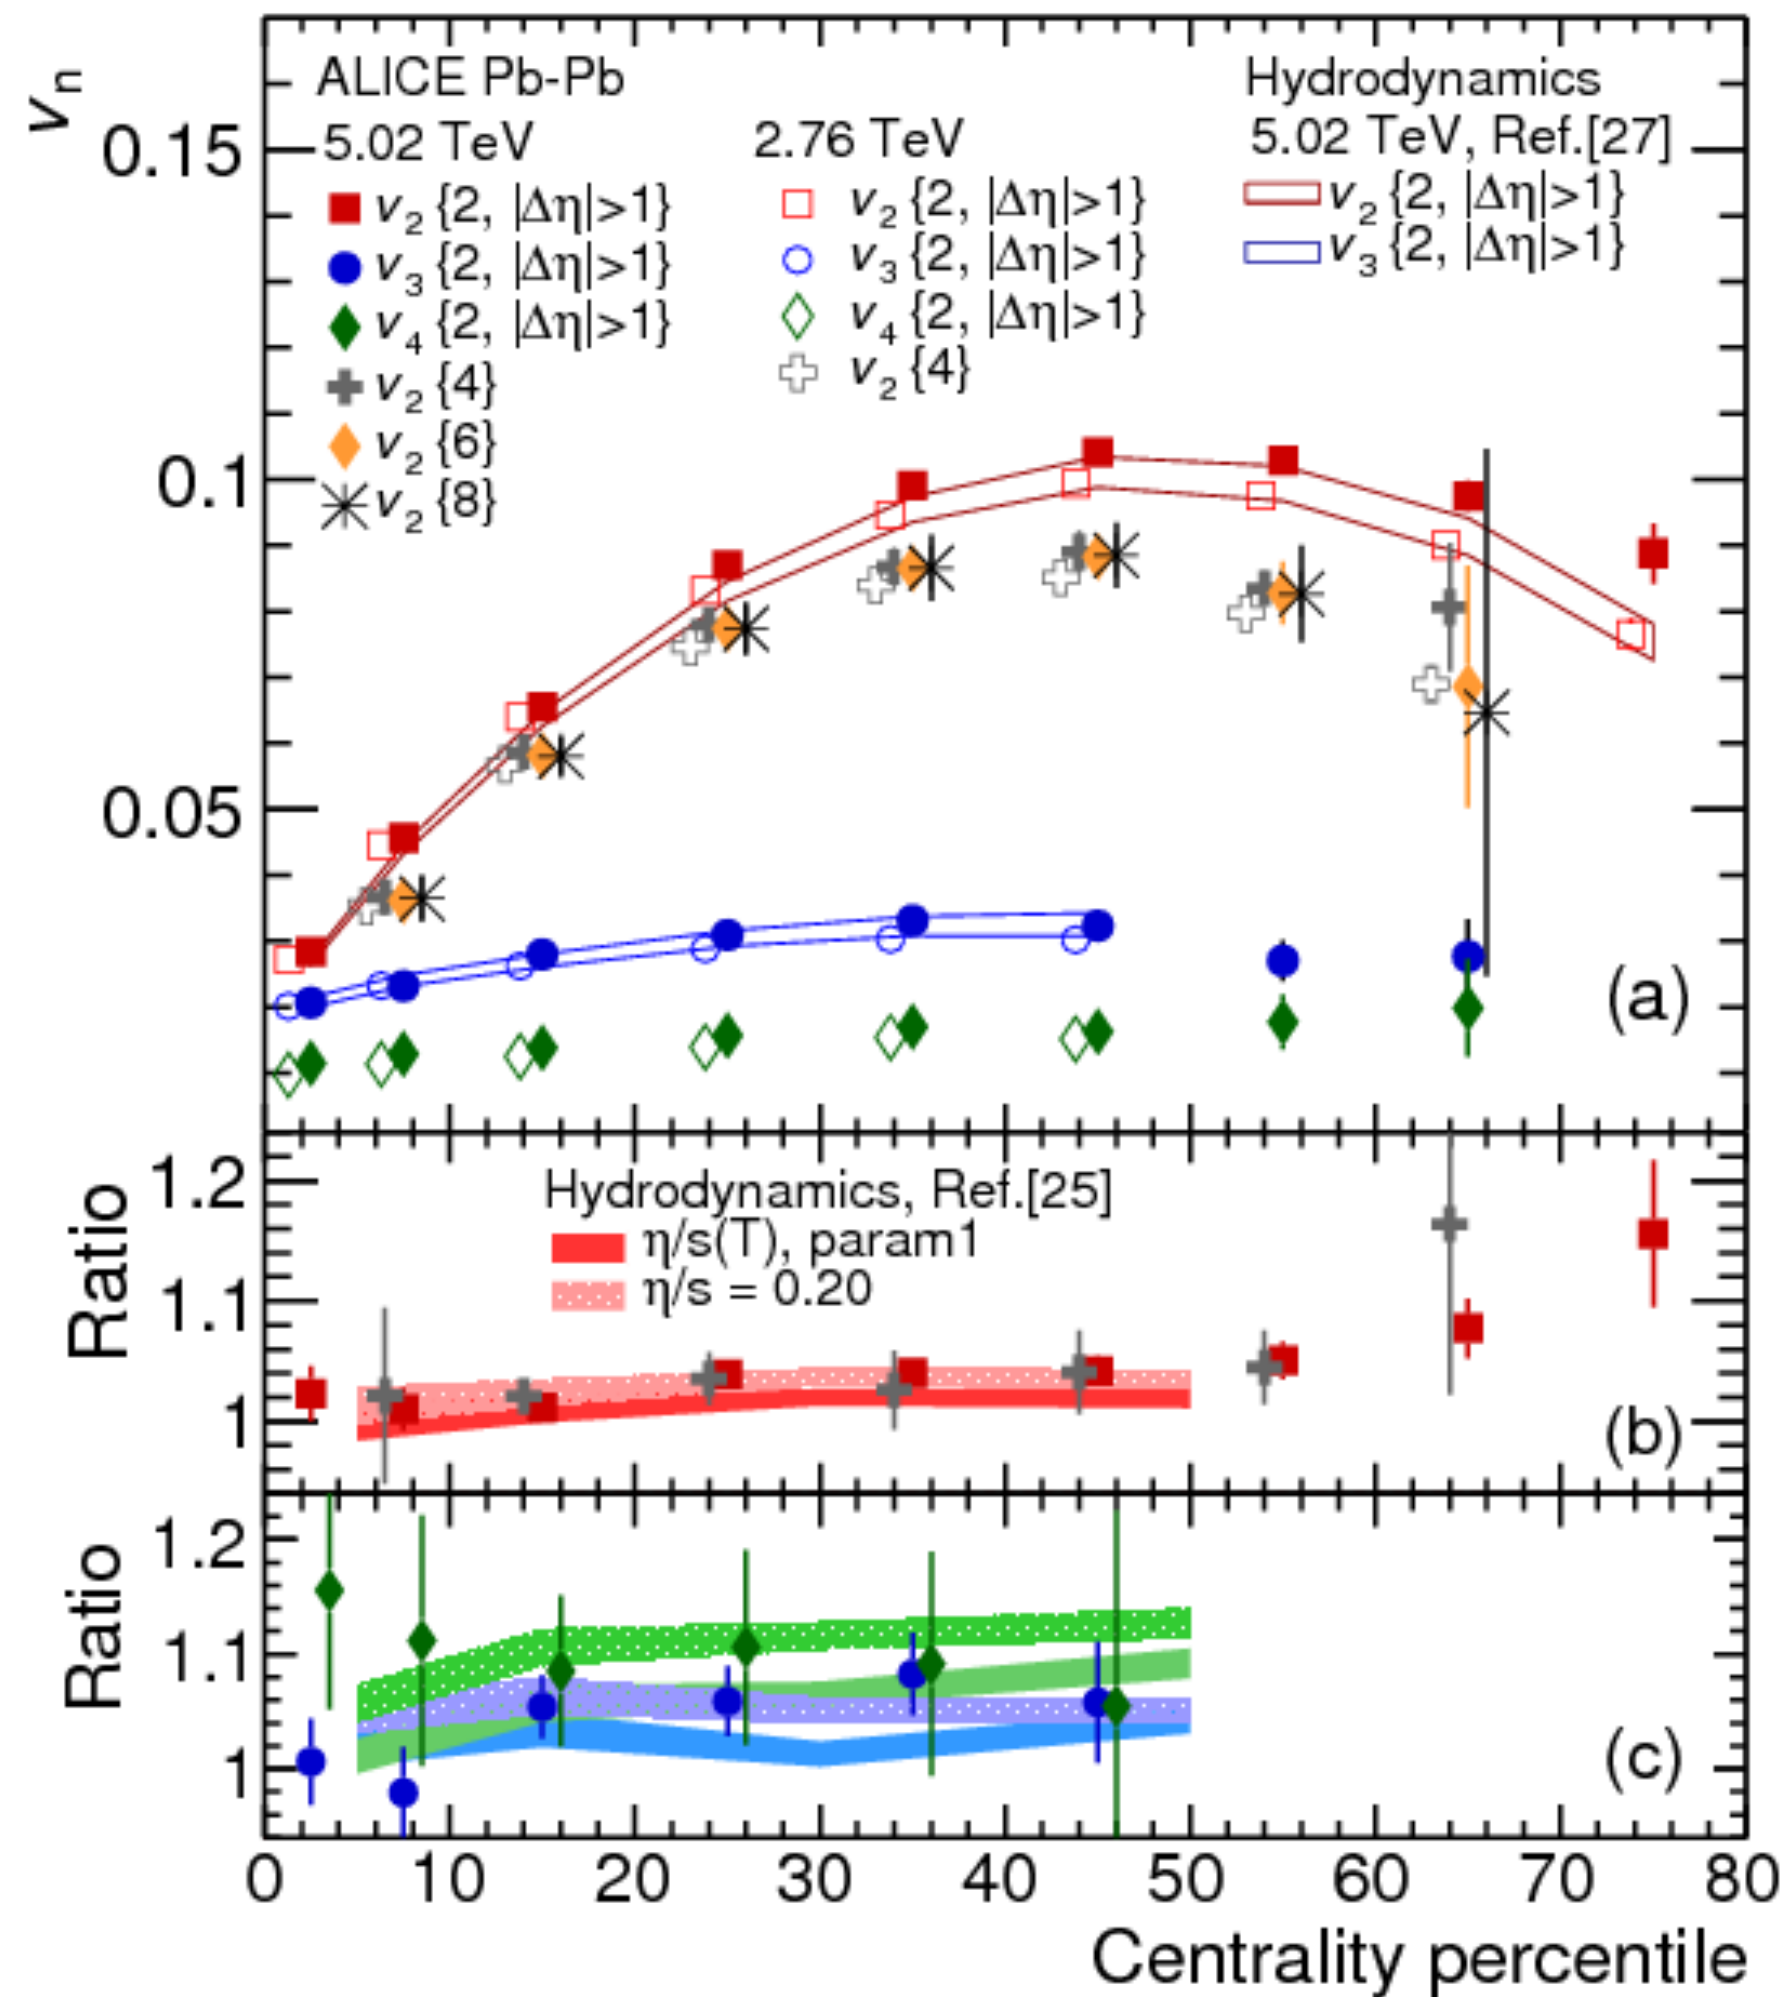 vn
ALICE Pb-Pb
Hydrodynamics
5.02 TeV
2.76 TeV
5.02 TeV, Ref.[27]
v2 {2, |Δη|>1}
v3 {2, |Δη|>1}
v4 {2, |Δη|>1}
v2 {4}
v2 {6}
v2 {8}
v2 {2, |Δη|>1}
v3 {2, |Δη|>1}
v4 {2, |Δη|>1}
v2 {4}
v2 {2, |Δη|>1}
v3 {2, |Δη|>1}
0.15
0.1
0.05
(a)
Ratio
1.2
1.1
1
Hydrodynamics, Ref.[25]
η/s(T), param1
η/s = 0.20
(b)
Ratio
1.2
1.1
1
(c)
0 10 20 30 40 50 60 70 80
Centrality percentile